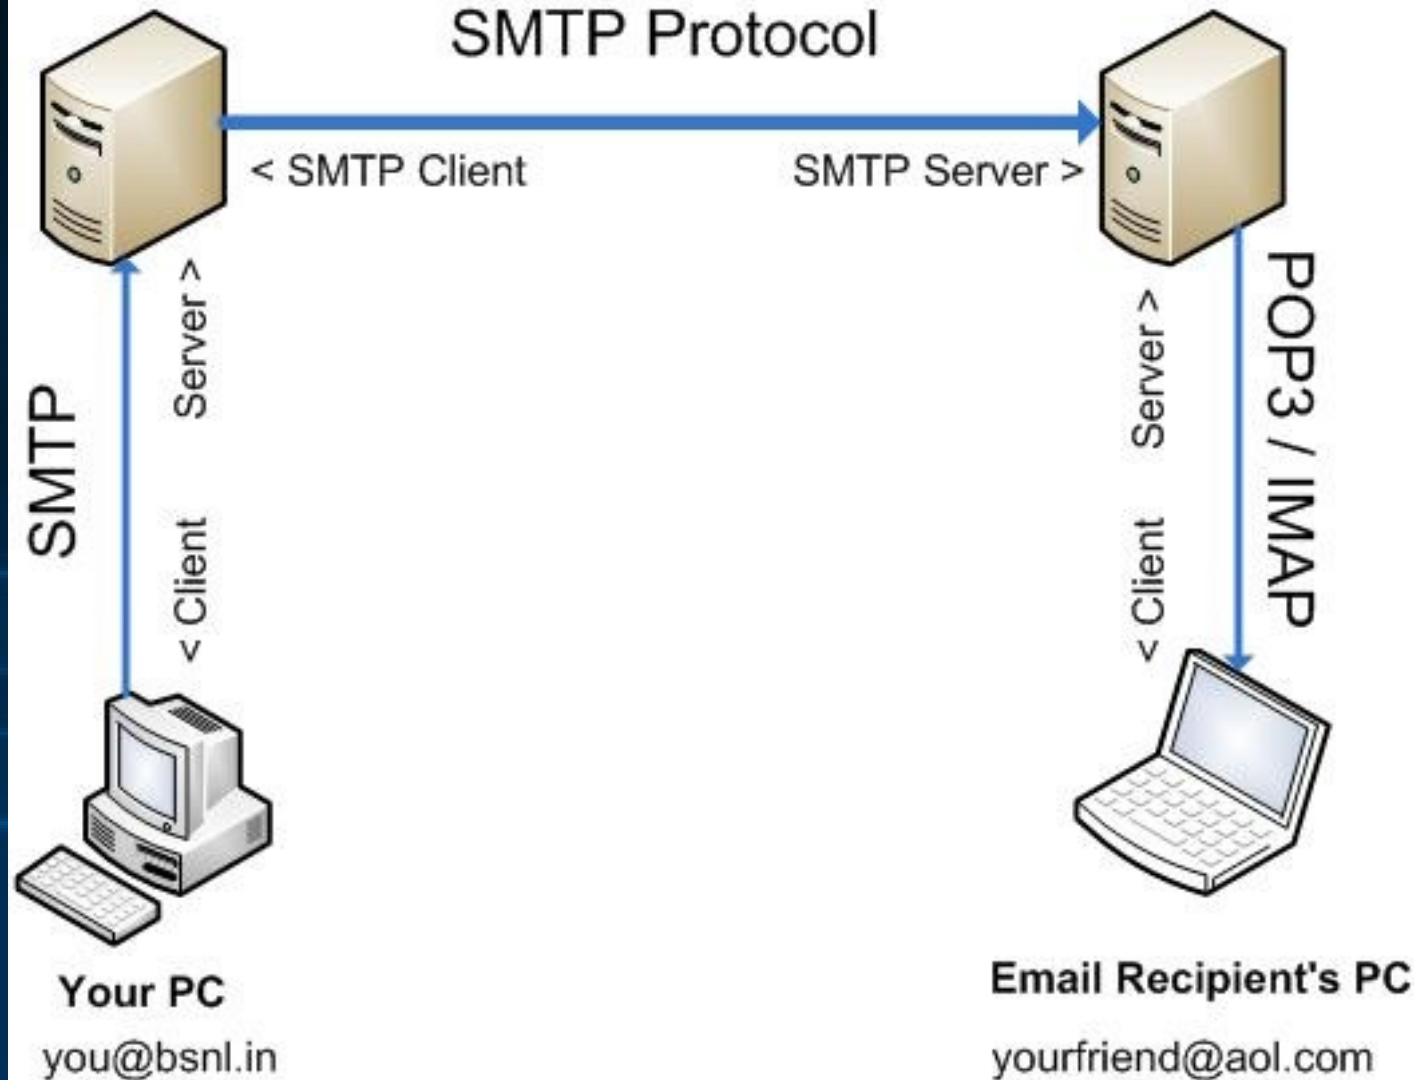 SMTP Protocol
< SMTP Client
SMTP Server >
SMTP
< Client
Server >
< Client
Server >
POP3 / IMAP
Your PC
you@bsnl.in
Email Recipient's PC
yourfriend@aol.com